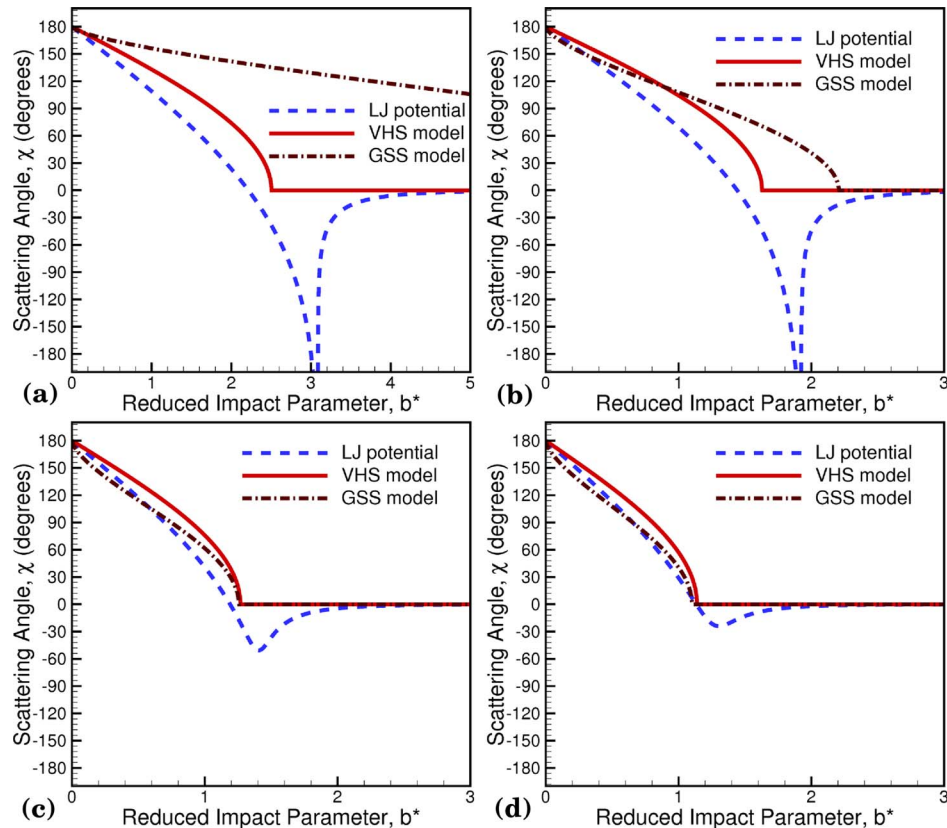 180
150
120
90
60
30
0
-30
-60
-90
-120
-150
-180
Scattering Angle, χ (degrees)
LJ potential
VHS model
GSS model
0 1 2 3 4 5
(a)
Reduced Impact Parameter, b*
180
150
120
90
60
30
0
-30
-60
-90
-120
-150
-180
Scattering Angle, χ (degrees)
LJ potential
VHS model
GSS model
0 1 2 3
(b)
Reduced Impact Parameter, b*
180
150
120
90
60
30
0
-30
-60
-90
-120
-150
-180
Scattering Angle, χ (degrees)
LJ potential
VHS model
GSS model
0 1 2 3
(c)
Reduced Impact Parameter, b*
180
150
120
90
60
30
0
-30
-60
-90
-120
-150
-180
Scattering Angle, χ (degrees)
LJ potential
VHS model
GSS model
0 1 2 3
(d)
Reduced Impact Parameter, b*